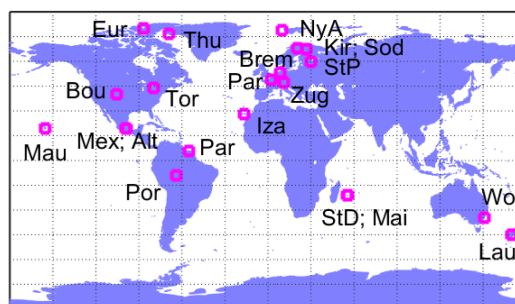 Eur
Thu
NyA
Kir; Sod
StP
Brem
Par
Zug
Bou
Tor
Iza
Mau
Mex; Alt
Par
Por
StD; Mai
Wo
Lau